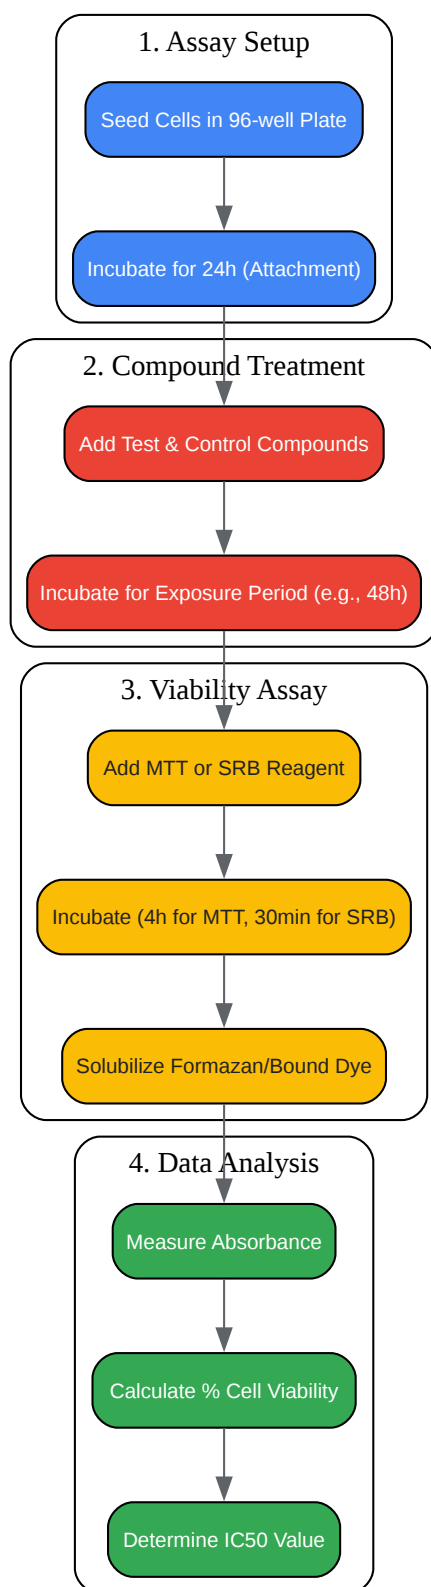 1. Assay Setup
Seed Cells in 96-well Plate
Incubate for 24h (Attachment)
2. Compound Treatment
Add Test & Control Compounds
Incubate for Exposure Period (e.g., 48h)
3. Viability Assay
Add MTT or SRB Reagent
Incubate (4h for MTT, 30min for SRB)
Solubilize Formazan/Bound Dye
4. Data Analysis
Measure Absorbance
Calculate % Cell Viability
Determine IC50 Value